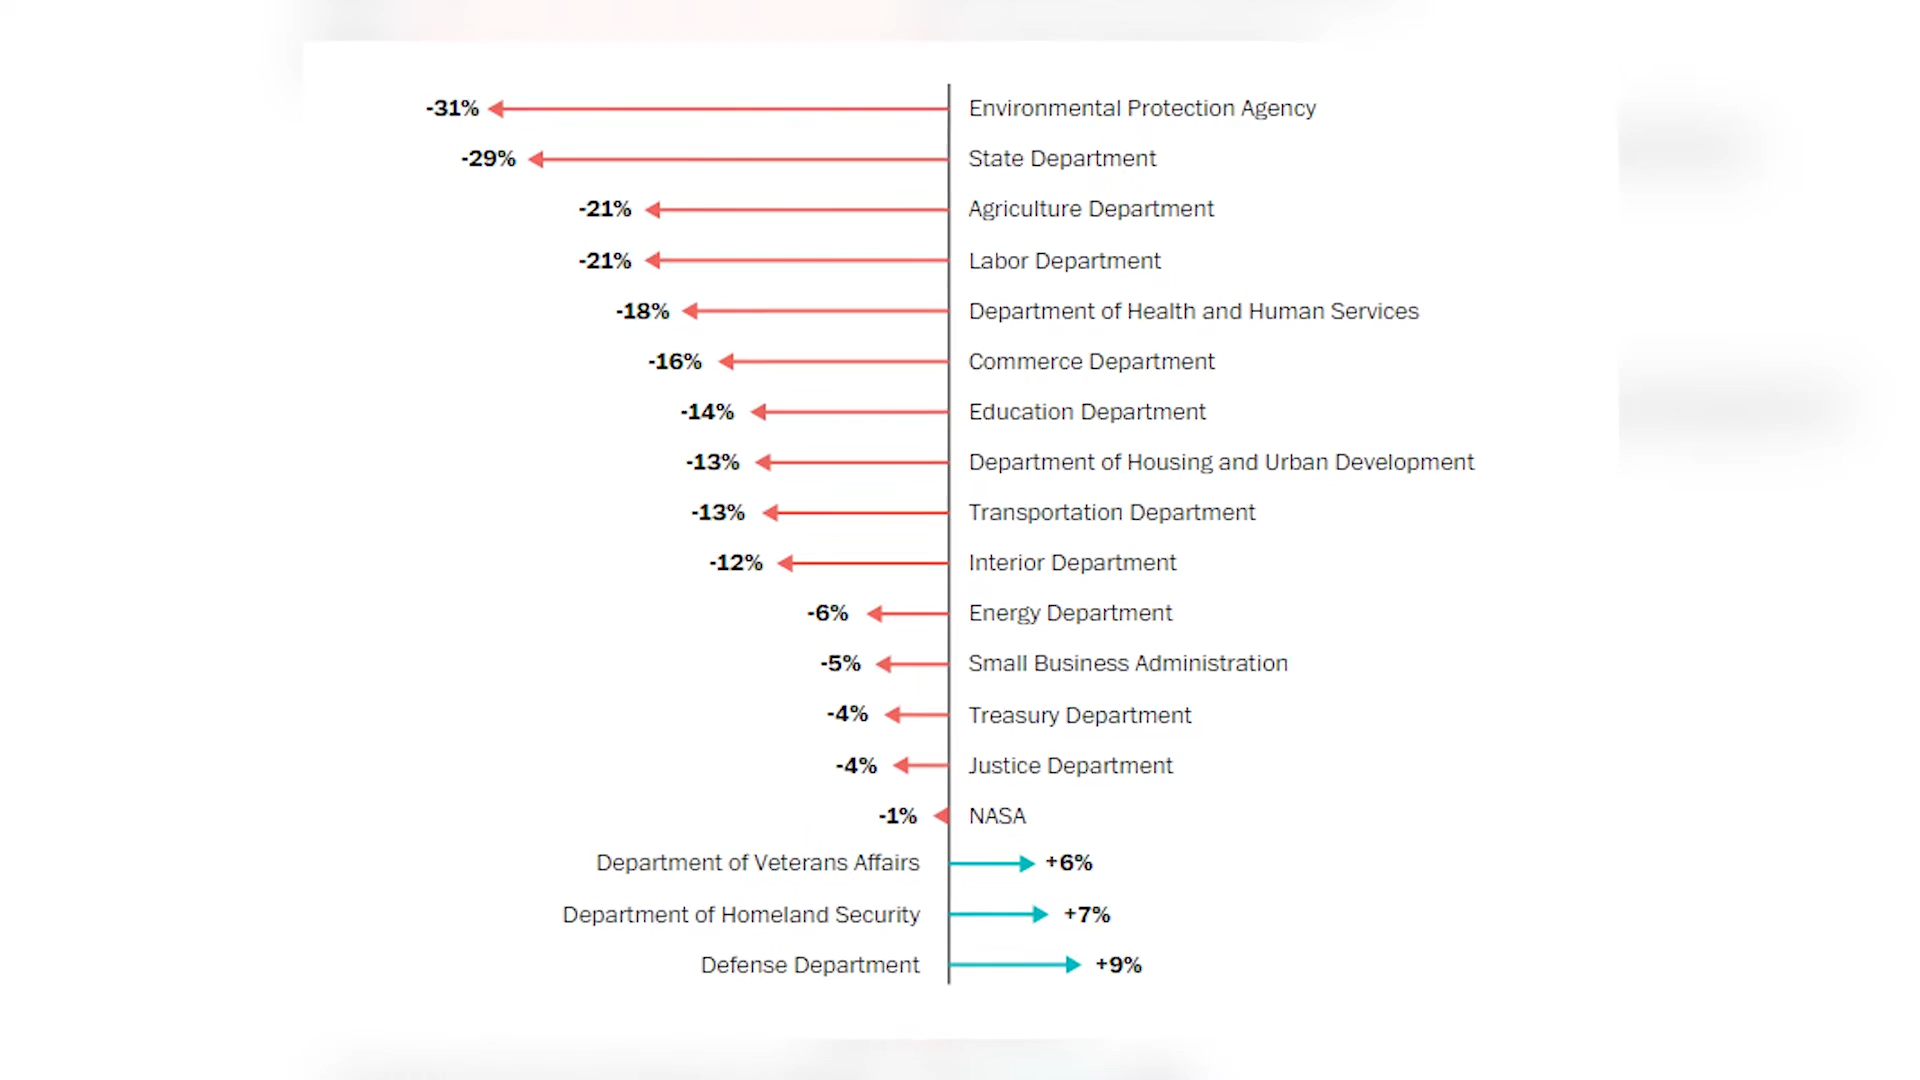 -31% Environmental Protection Agency
-29% State Department
-21% Agriculture Department
-21% Labor Department
-18% Department of Health and Human Services
-16% Commerce Department
-14% Education Department
-13% Department of Housing and Urban Development
-13% Transportation Department
-12% Interior Department
-6% Energy Department
-5% Small Business Administration
-4% Treasury Department
-4% Justice Department
-1% NASA
Department of Veterans Affairs +6%
Department of Homeland Security +7%
Defense Department +9%